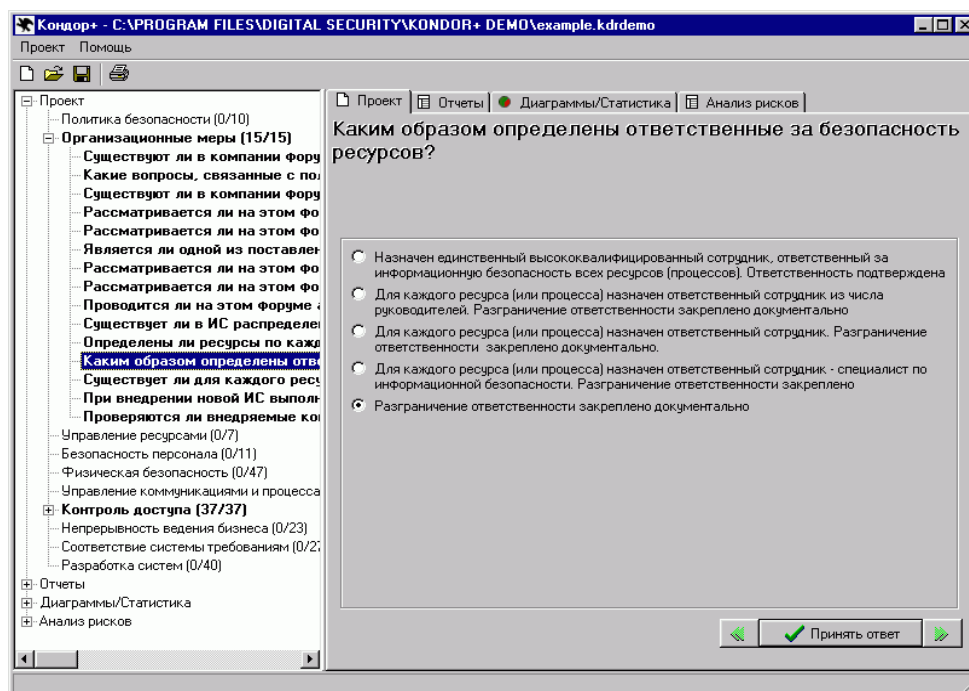 Кондор+ - C:\PROGRAM FILES\DIGITAL SECURITY\KONDOR+ DEMO\example.kdrdemo
Проект Помощь
Проект
Политика безопасности (0/10)
Организационные меры (15/15)
Существуют ли в компании фору
Какие вопросы, связанные с по
Существуют ли в компании фору
Рассматривается ли на этом фо
Рассматривается ли на этом фо
Является ли одной из поставлен
Рассматривается ли на этом фо
Рассматривается ли на этом фо
Проводится ли на этом форуме а
Существует ли в ИС распределе
Определены ли ресурсы по кажд
Каким образом определены отве
Существует ли для каждого ресу
При внедрении новой ИС выполн
Проверяются ли внедряемые ко
Управление ресурсами (0/7)
Безопасность персонала (0/11)
Физическая безопасность (0/47)
Управление коммуникациями и процесса
Контроль доступа (37/37)
Непрерывность ведения бизнеса (0/23)
Соответствие системы требованиям (0/27
Разработка систем (0/40)
Отчеты
Диаграммы/Статистика
Анализ рисков
Проект Отчеты Диаграммы/Статистика Анализ рисков
Каким образом определены ответственные за безопасность
ресурсов?
Назначен единственный высококвалифицированный сотрудник, ответственный за
информационную безопасность всех ресурсов (процессов). Ответственность подтверждена
Для каждого ресурса (или процесса) назначен ответственный сотрудник из числа
руководителей. Разграничение ответственности закреплено документально
Для каждого ресурса (или процесса) назначен ответственный сотрудник. Разграничение
ответственности закреплено документально.
Для каждого ресурса (или процесса) назначен ответственный сотрудник - специалист по
информационной безопасности. Разграничение ответственности закреплено
Разграничение ответственности закреплено документально
Принять ответ